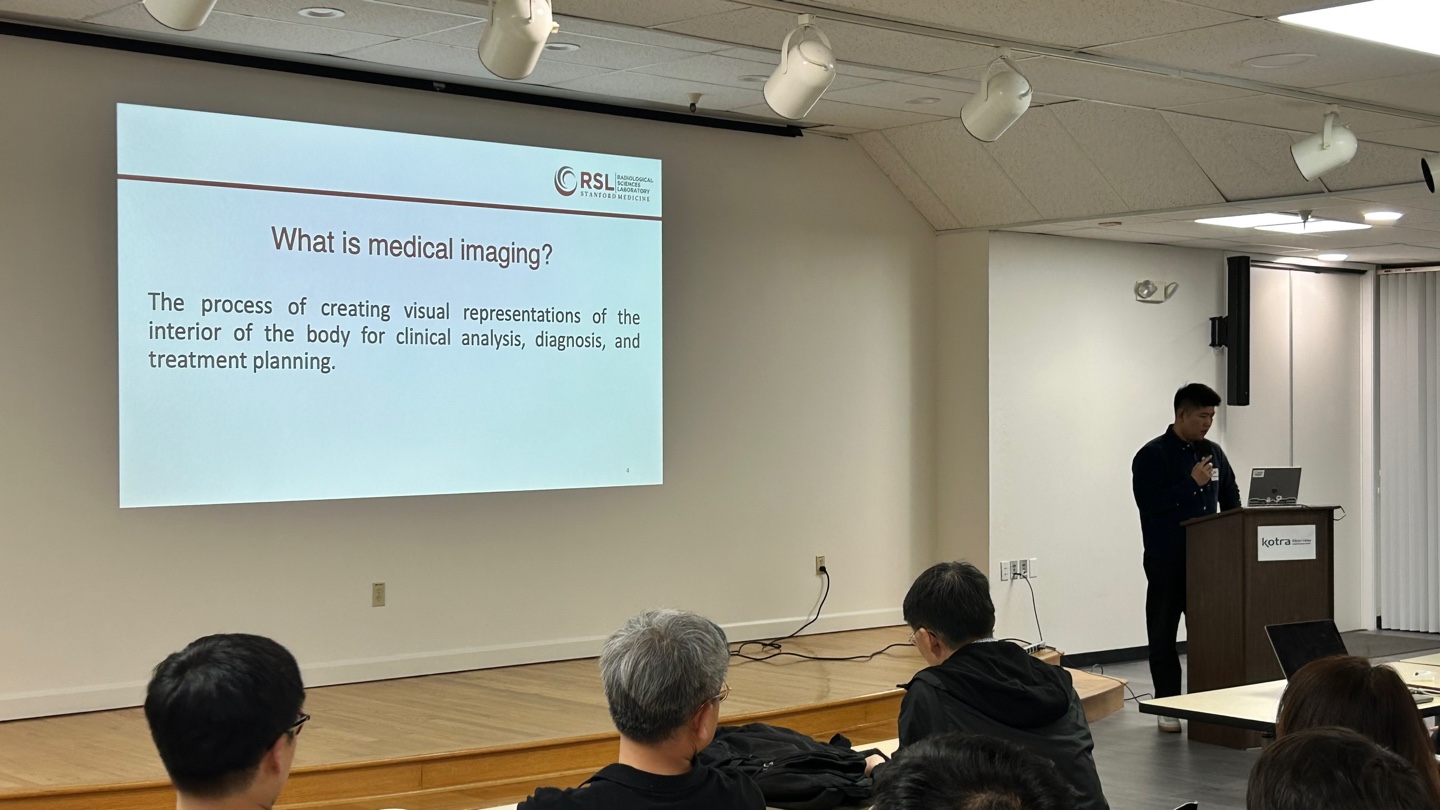 RSL
RADIOLOGICAL
SCIENCES
LABORATORY
STANFORD MEDICINE
What is medical imaging?
The process of creating visual representations of the
interior of the body for clinical analysis, diagnosis, and
treatment planning.
4
kotra